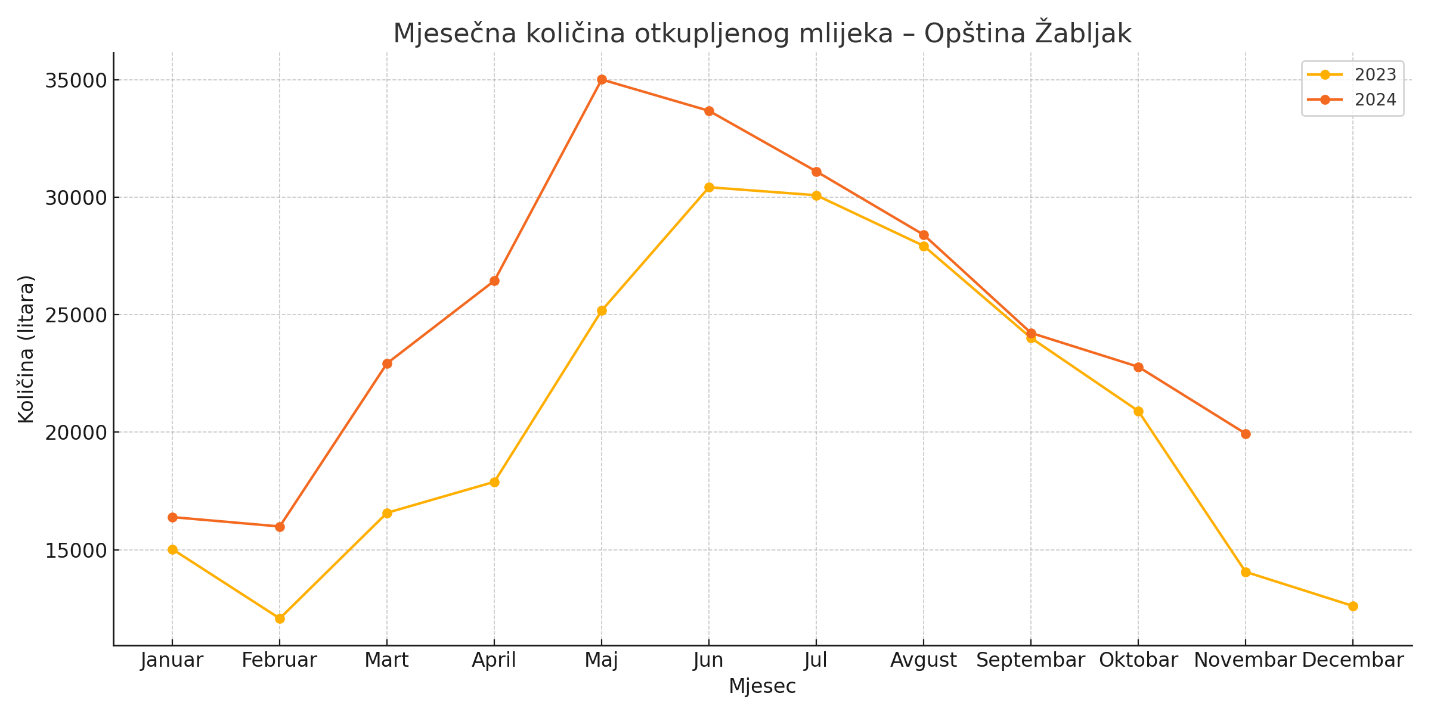 Mjesečna količina otkupljenog mlijeka – Opština Žabljak
2023
2024
Količina (litara)
35000
30000
25000
20000
15000
Januar Februar Mart April Maj Jun Jul Avgust Septembar Oktobar Novembar Decembar
Mjesec